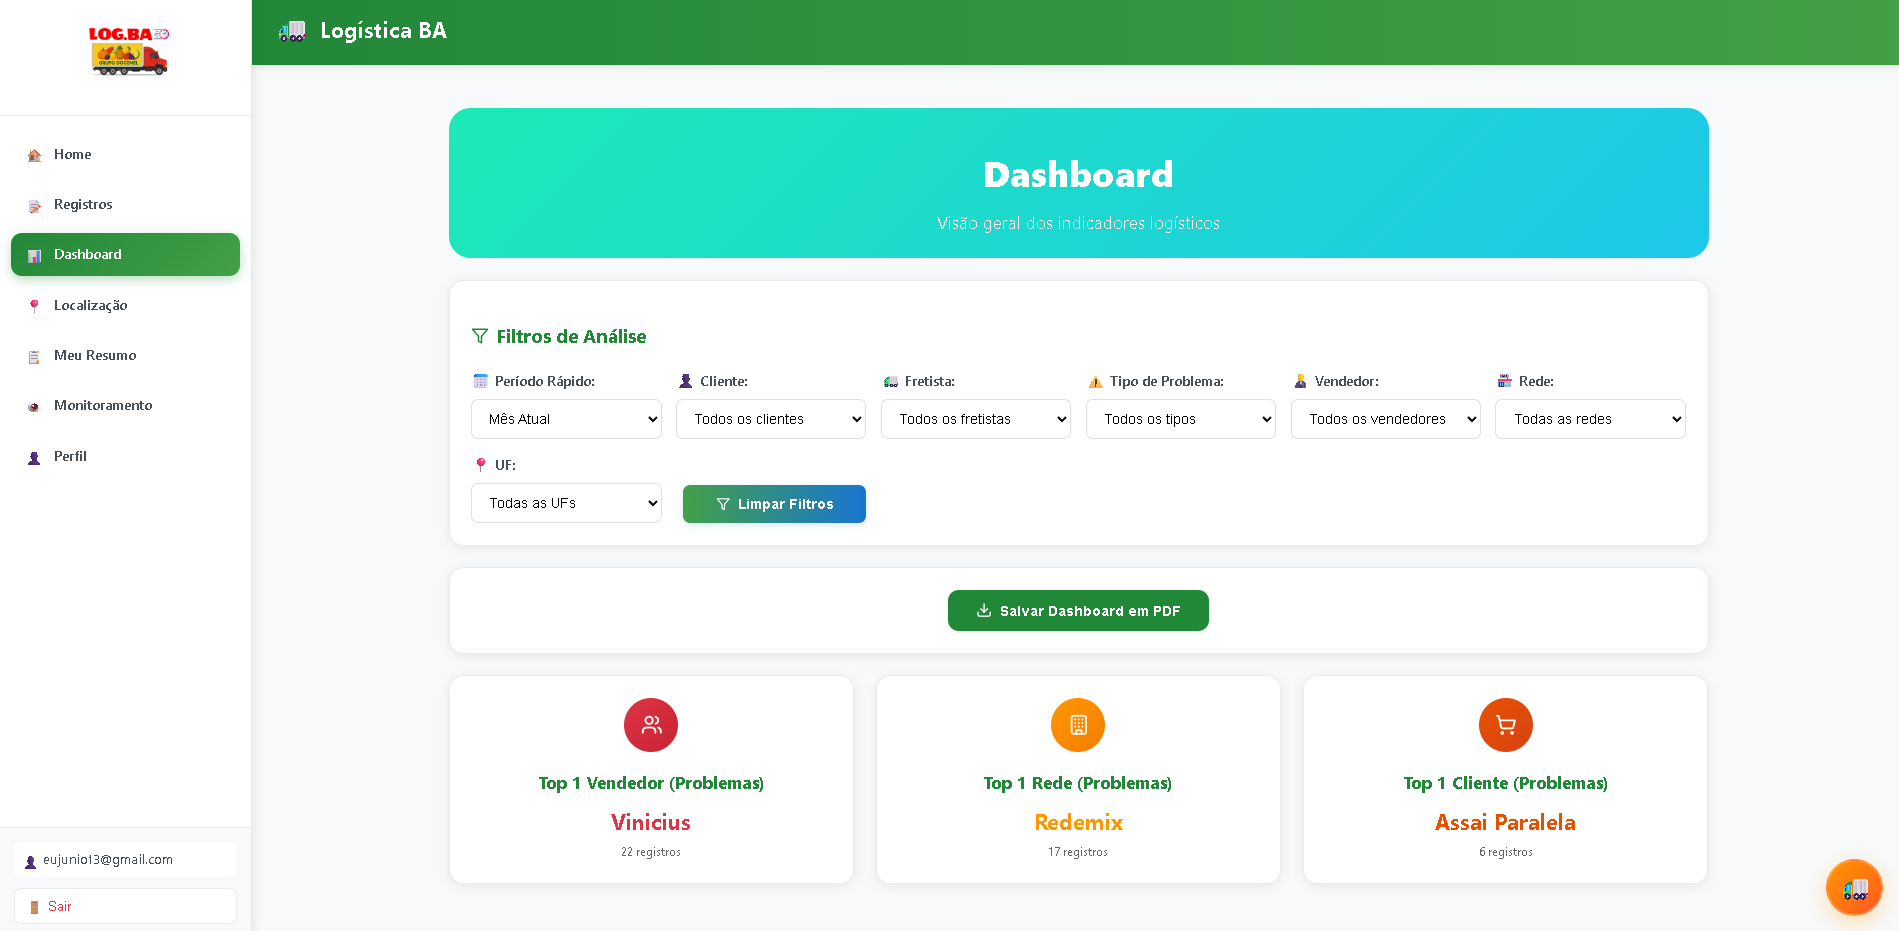 LOG.BA
GRUPO DOCEMEL
Logística BA
Home
Registros
Dashboard
Localização
Meu Resumo
Monitoramento
Perfil
eujunio13@gmail.com
Sair
Dashboard
Visão geral dos indicadores logísticos
Filtros de Análise
Período Rápido: Cliente: Fretista: Tipo de Problema: Vendedor: Rede:
Mês Atual Todos os clientes Todos os fretistas Todos os tipos Todos os vendedores Todas as redes
UF:
Todas as UFs Limpar Filtros
Salvar Dashboard em PDF
Top 1 Vendedor (Problemas)
Vinicius
22 registros
Top 1 Rede (Problemas)
Redemix
17 registros
Top 1 Cliente (Problemas)
Assai Paralela
6 registros